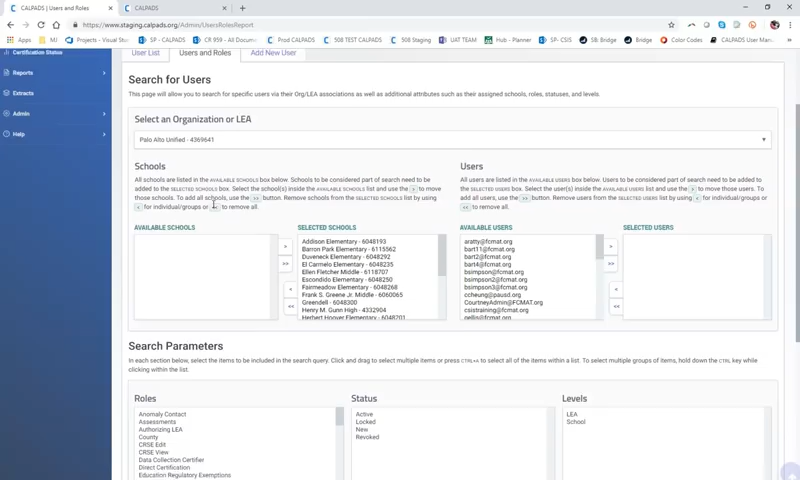 CALPADS | Users and Roles
CALPADS
https://www.staging.calpads.org/Admin/UsersRolesReport
Apps
MJ
Projects - Visual Stu
SP - CALPADS
CR 959 - All Docum
Prod CALPADS
508 TEST CALPADS
508 Staging
UAT TEAM
Hub - Planner
SP- CSIS
SB: Bridge
Bridge
Color Codes
CALPADS User Man
Certification Status
Reports
Extracts
Admin
Help
User List
Users and Roles
Add New User
Search for Users
This page will allow you to search for specific users via their Org/LEA associations as well as additional attributes such as their assigned schools, roles, statuses, and levels.
Select an Organization or LEA
Palo Alto Unified - 4369641
Schools
All schools are listed in the AVAILABLE SCHOOLS box below. Schools to be considered part of search need to be
added to the SELECTED SCHOOLS box. Select the school(s) inside the AVAILABLE SCHOOLS list and use the > to move
those schools. To add all schools, use the >> button. Remove schools from the SELECTED SCHOOLS list by using
< for individual/groups or << to remove all.
Users
All users are listed in the AVAILABLE USERS box below. Users to be considered part of search need to be added to
the SELECTED USERS box. Select the user(s) inside the AVAILABLE USERS list and use the > to move those users. To
add all users, use the >> button. Remove users from the SELECTED USERS list by using < for individual/groups or
<< to remove all.
AVAILABLE SCHOOLS
SELECTED SCHOOLS
Addison Elementary - 6048193
Barron Park Elementary - 6115562
Duveneck Elementary - 6048292
El Carmelo Elementary - 6048235
Ellen Fletcher Middle - 6118707
Escondido Elementary - 6048250
Fairmeadow Elementary - 6048268
Frank S. Greene Jr. Middle - 6060065
Greendell - 6048300
Henry M. Gunn High - 4332904
Herbert Hoover Elementary - 6048201
>
>>
<
<<
AVAILABLE USERS
aratty@fcmat.org
bart11@fcmat.org
bart2@fcmat.org
bart4@fcmat.org
bsimpson@fcmat.org
bsimpson2@fcmat.org
bsimpson3@fcmat.org
ccheung@pausd.org
CourtneyAdmin@FCMAT.org
csistraining@fcmat.org
SELECTED USERS
>
>>
<
<<
Search Parameters
In each section below, select the items to be included in the search query. Click and drag to select multiple items or press CTRL+A to select all of the items within a list. To select multiple groups of items, hold down the CTRL key while
clicking within the list.
Roles
Anomaly Contact
Assessments
Authorizing LEA
County
CRSE Edit
CRSE View
Data Collection Certifier
Direct Certification
Education Regulatory Exemptions
Status
Active
Locked
New
Revoked
Levels
LEA
School